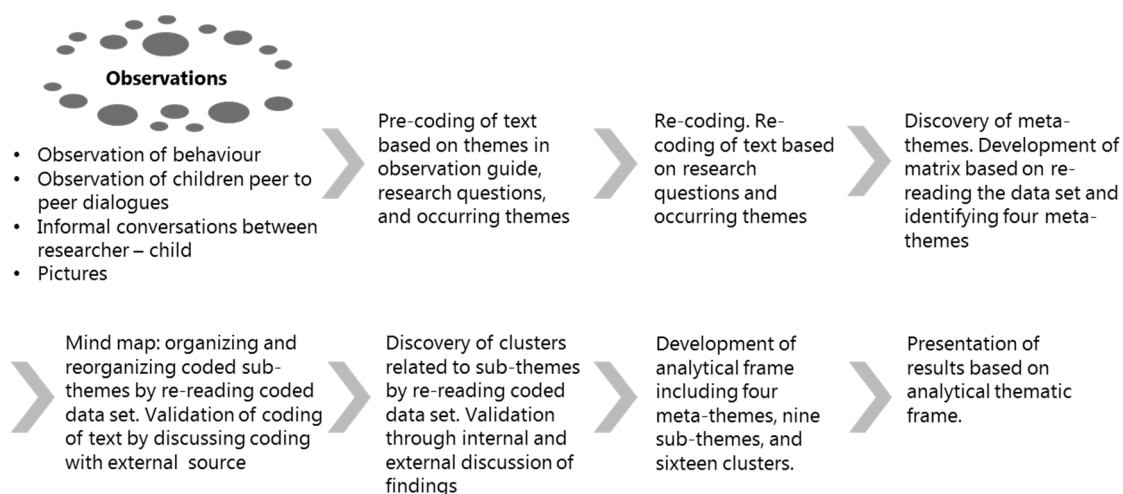 Observations
• Observation of behaviour
• Observation of children peer to
peer dialogues
• Informal conversations between
researcher – child
• Pictures
Pre-coding of text
based on themes in
observation guide,
research questions,
and occurring themes
Re-coding. Re-
coding of text based
on research
questions and
occurring themes
Discovery of meta-
themes. Development of
matrix based on re-
reading the data set and
identifying four meta-
themes
Mind map: organizing and
reorganizing coded sub-
themes by re-reading coded
data set. Validation of coding
of text by discussing coding
with external source
Discovery of clusters
related to sub-themes
by re-reading coded
data set. Validation
through internal and
external discussion of
findings
Development of
analytical frame
including four
meta-themes, nine
sub-themes, and
sixteen clusters.
Presentation of
results based on
analytical thematic
frame.